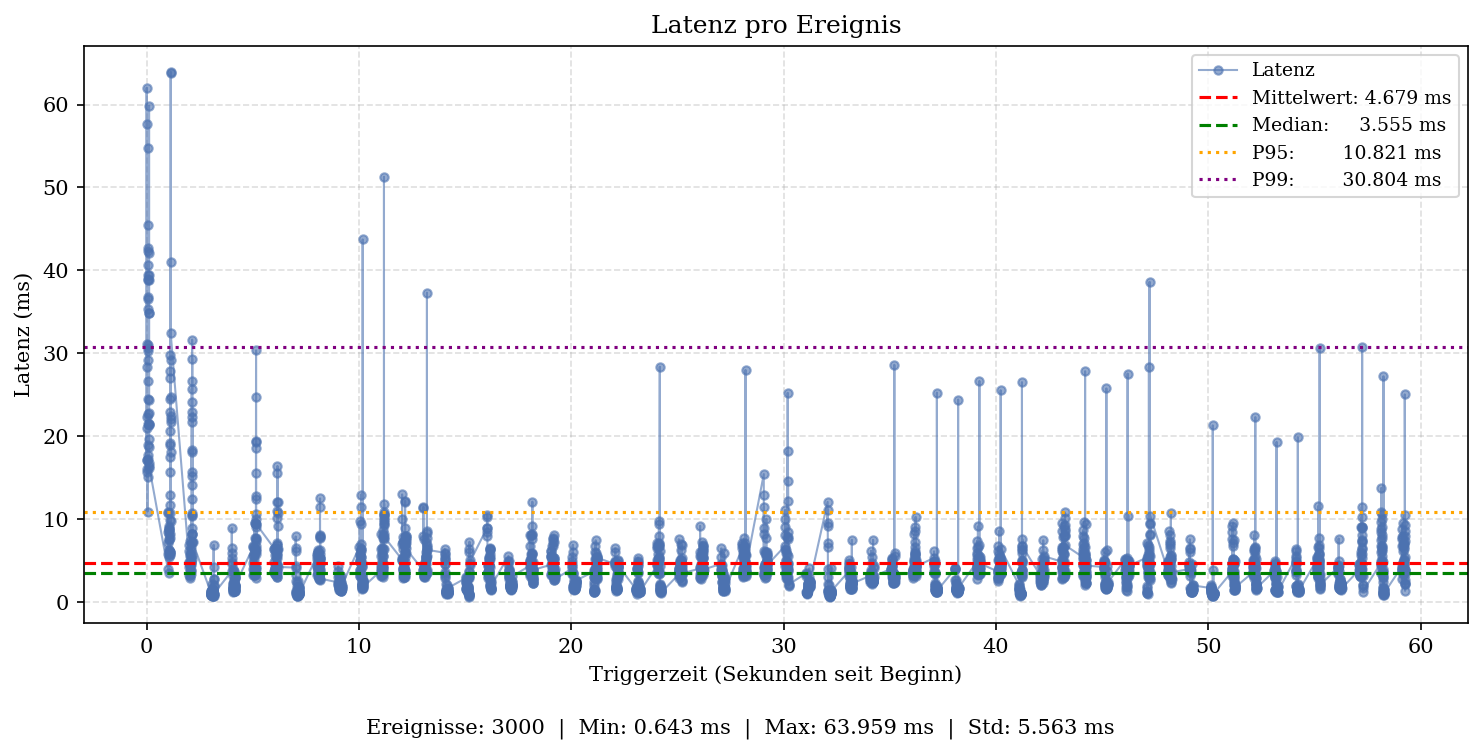 Latenz pro Ereignis
Latenz (ms)
60
50
40
30
20
10
0
Latenz
Mittelwert: 4.679 ms
Median: 3.555 ms
P95: 10.821 ms
P99: 30.804 ms
0 10 20 30 40 50 60
Triggerzeit (Sekunden seit Beginn)
Ereignisse: 3000 | Min: 0.643 ms | Max: 63.959 ms | Std: 5.563 ms